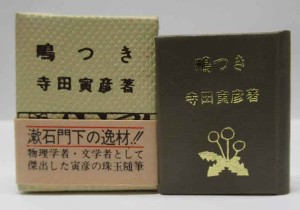 鴫つき
寺田寅彦著
漱石門下の逸材!!
物理学者・文学者として
傑出した寅彦の珠玉随筆
鴫つき
寺田寅彦著